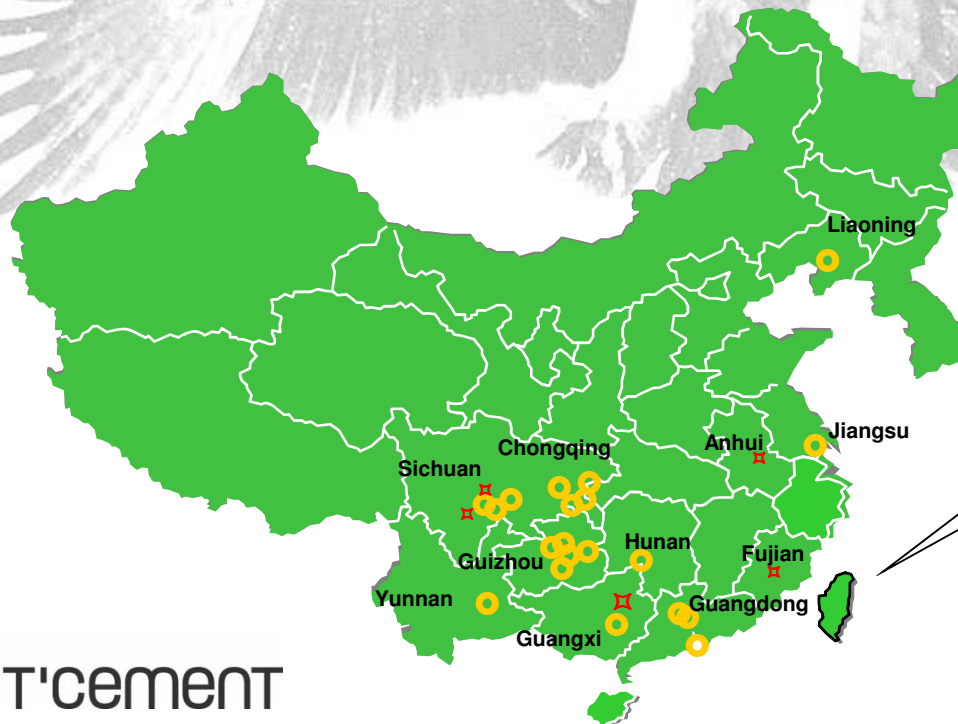 Liaoning
Jiangsu
Anhui
Chongqing
Sichuan
Hunan
Fujian
Guizhou
Yunnan
Guangdong
Guangxi
T'CEMENT